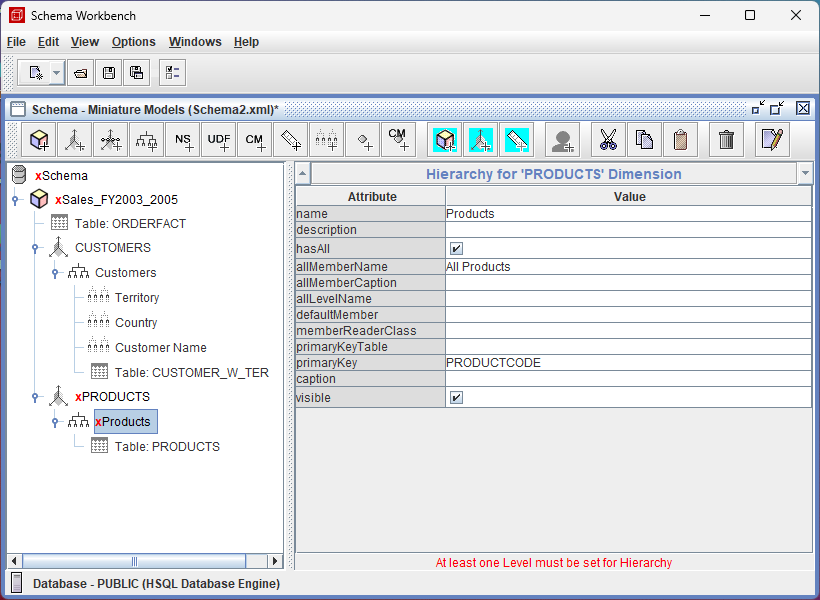 Schema Workbench
File Edit View Options Windows Help
Schema - Miniature Models (Schema2.xml)*
NS UDF CM CM
xSchema
xSales_FY2003_2005
Table: ORDERFACT
CUSTOMERS
Customers
Territory
Country
Customer Name
Table: CUSTOMER_W_TER
xPRODUCTS
xProducts
Table: PRODUCTS
Hierarchy for 'PRODUCTS' Dimension
Attribute Value
name Products
description
hasAll
allMemberName All Products
allMemberCaption
allLevelName
defaultMember
memberReaderClass
primaryKeyTable
primaryKey PRODUCTCODE
caption
visible
At least one Level must be set for Hierarchy
Database - PUBLIC (HSQL Database Engine)